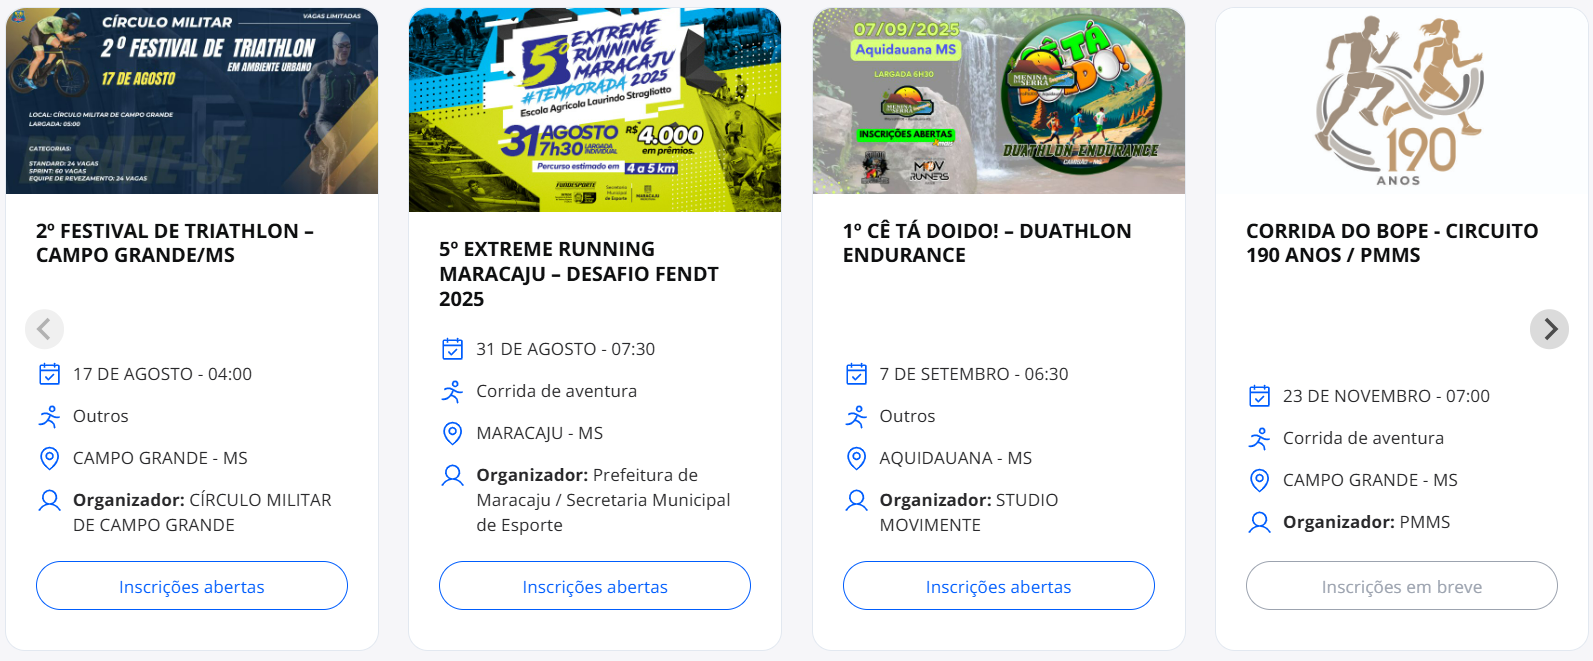 CÍRCULO MILITAR
VAGAS LIMITADAS
2º FESTIVAL DE TRIATHLON
EM AMBIENTE URBANO
17 DE AGOSTO
LOCAL: CÍRCULO MILITAR DE CAMPO GRANDE
LARGADA: 05:00
CATEGORIAS:
STANDARD: 24 VAGAS
SPRINT: 60 VAGAS
EQUIPE DE REVEZAMENTO: 24 VAGAS
2º FESTIVAL DE TRIATHLON –
CAMPO GRANDE/MS
17 DE AGOSTO - 04:00
Outros
CAMPO GRANDE - MS
Organizador: CÍRCULO MILITAR
DE CAMPO GRANDE
Inscrições abertas
5º EXTREME
RUNNING
MARACAJU
#TEMPORADA 2025
Escola Agrícola Laurindo Stragliotto
31 AGOSTO
7h30 LARGADA INDIVIDUAL
R$ 4.000
em prêmios.
Percurso estimado em 4 a 5 km
FUNDESPORTE
Secretaria
Municipal
de Esporte
MARACAJU
5º EXTREME RUNNING
MARACAJU – DESAFIO FENDT
2025
31 DE AGOSTO - 07:30
Corrida de aventura
MARACAJU - MS
Organizador: Prefeitura de
Maracaju / Secretaria Municipal
de Esporte
Inscrições abertas
07/09/2025
Aquidauana MS
LARGADA 6H30
MENINA
DA SERRA
INSCRIÇÕES ABERTAS
MOV
RUNNERS
CÊ TÁ
DOIDO!
MENINA
DA SERRA
DUATHLON ENDURANCE
1º CÊ TÁ DOIDO! – DUATHLON
ENDURANCE
7 DE SETEMBRO - 06:30
Outros
AQUIDAUANA - MS
Organizador: STUDIO
MOVIMENTE
Inscrições abertas
190
ANOS
CORRIDA DO BOPE - CIRCUITO
190 ANOS / PMMS
23 DE NOVEMBRO - 07:00
Corrida de aventura
CAMPO GRANDE - MS
Organizador: PMMS
Inscrições em breve